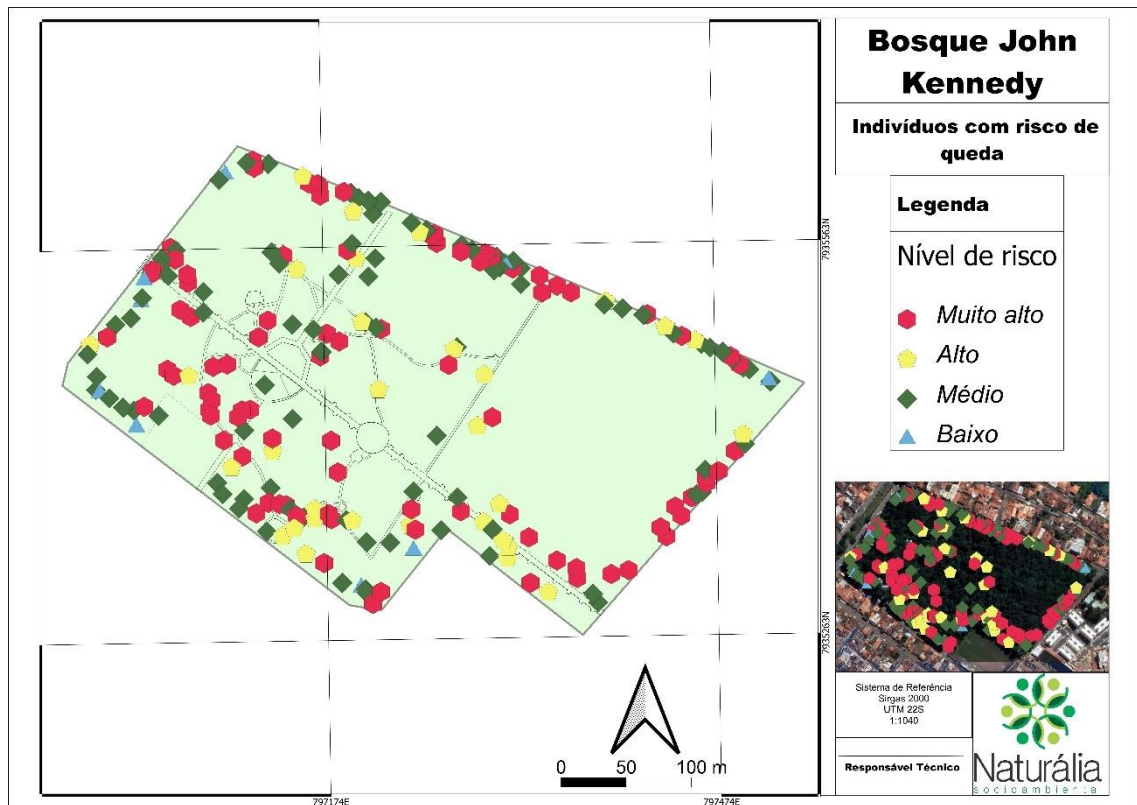 Bosque John
Kennedy
Indivíduos com risco de
queda
Legenda
Nível de risco
Muito alto
Alto
Médio
Baixo
7935563N
7935263N
797174E
797474E
0 50 100 m
Sistema de Referência
Sirgas 2000
UTM 22S
1:1040
Responsável Técnico
Naturália
socioambienta